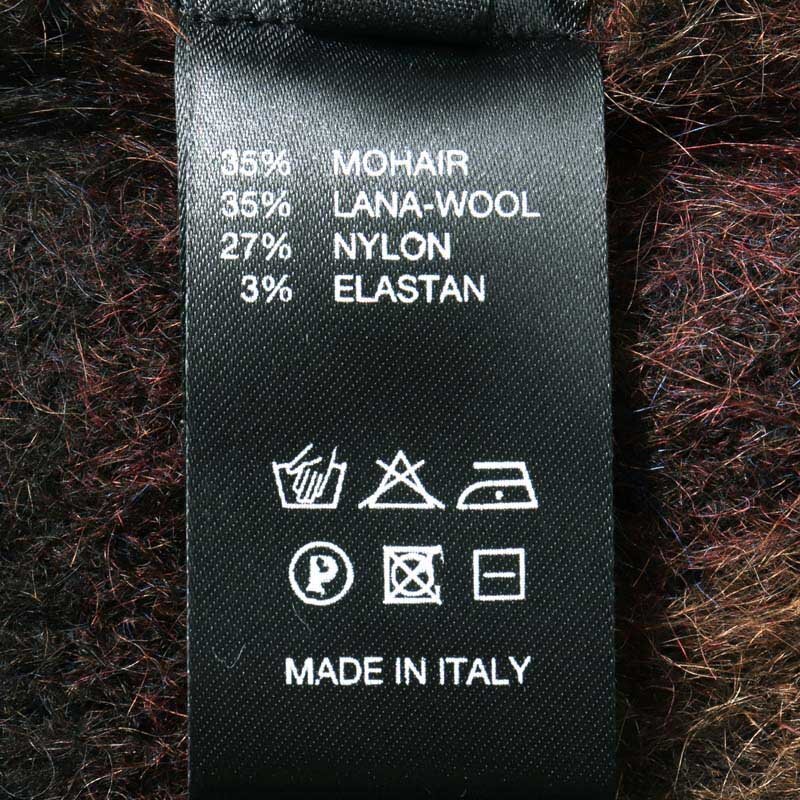 35% MOHAIR
35% LANA-WOOL
27% NYLON
3% ELASTAN
P
MADE IN ITALY